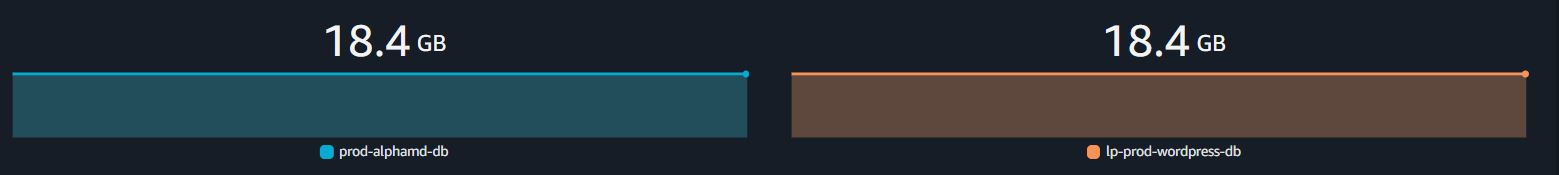 18.4 GB
18.4 GB
prod-alphamd-db
lp-prod-wordpress-db